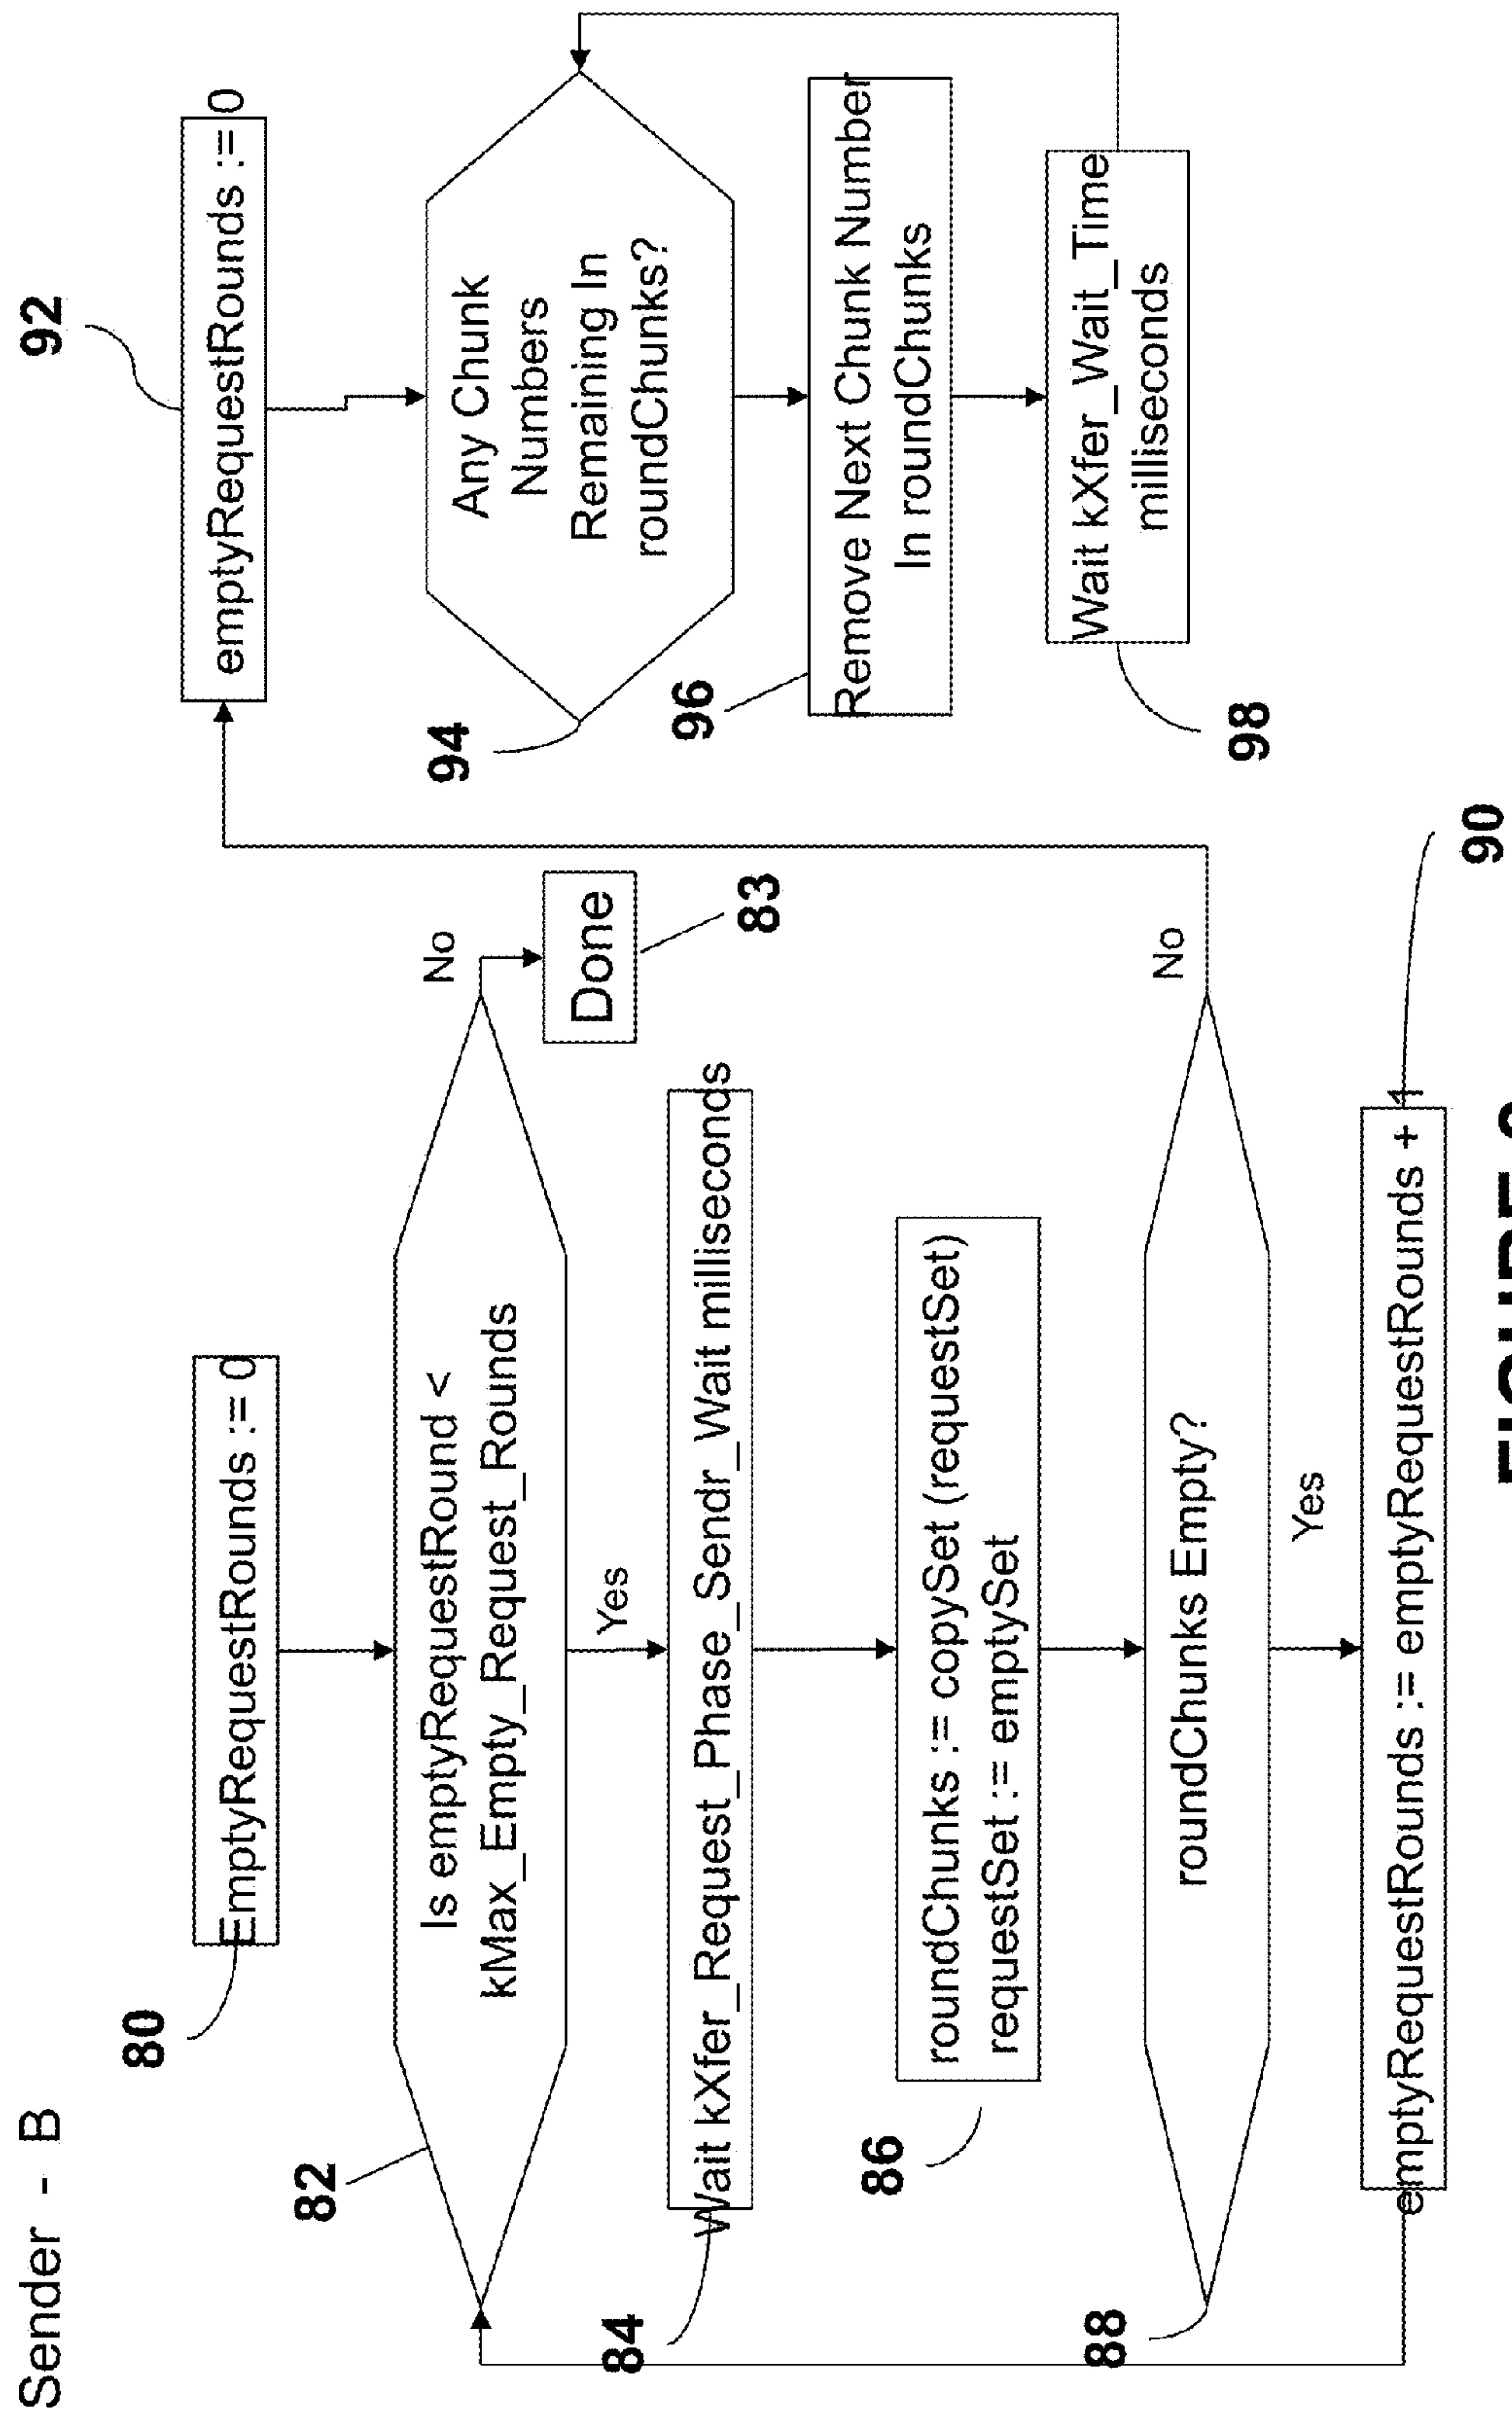 Sender - B
80
EmptyRequestRounds := 0
82
Is emptyRequestRound <
kMax_Empty_Request_Rounds
No
Done
83
Yes
84
Wait kXfer_Request_Phase_Sendr_Wait milliseconds
86
roundChunks := copySet (requestSet)
requestSet := emptySet
88
roundChunks Empty?
No
Yes
emptyRequestRounds := emptyRequestRounds + 1
90
92
emptyRequestRounds := 0
94
Any Chunk
Numbers
Remaining In
roundChunks?
96
Remove Next Chunk Number
In roundChunks
98
Wait kXfer_Wait_Time
milliseconds
FIGURE